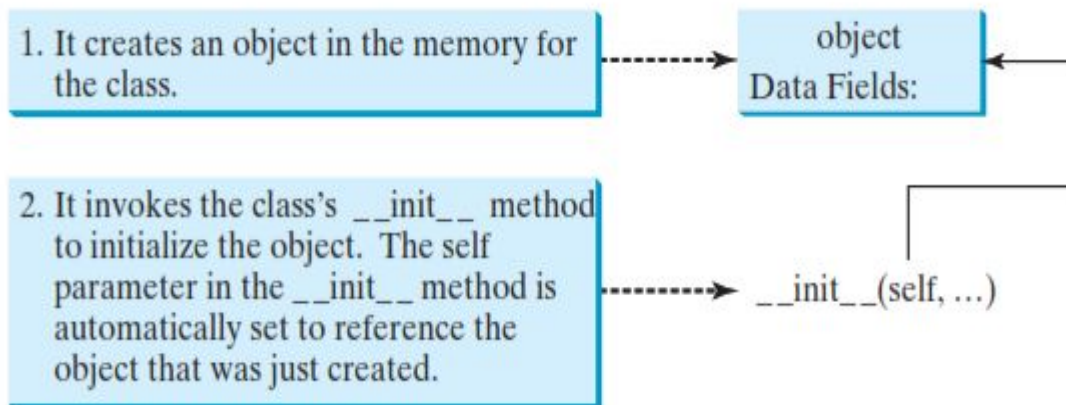 1. It creates an object in the memory for
the class.
object
Data Fields:
2. It invokes the class’s __init__ method
to initialize the object. The self
parameter in the __init__ method is
automatically set to reference the
object that was just created.
__init__(self, ...)